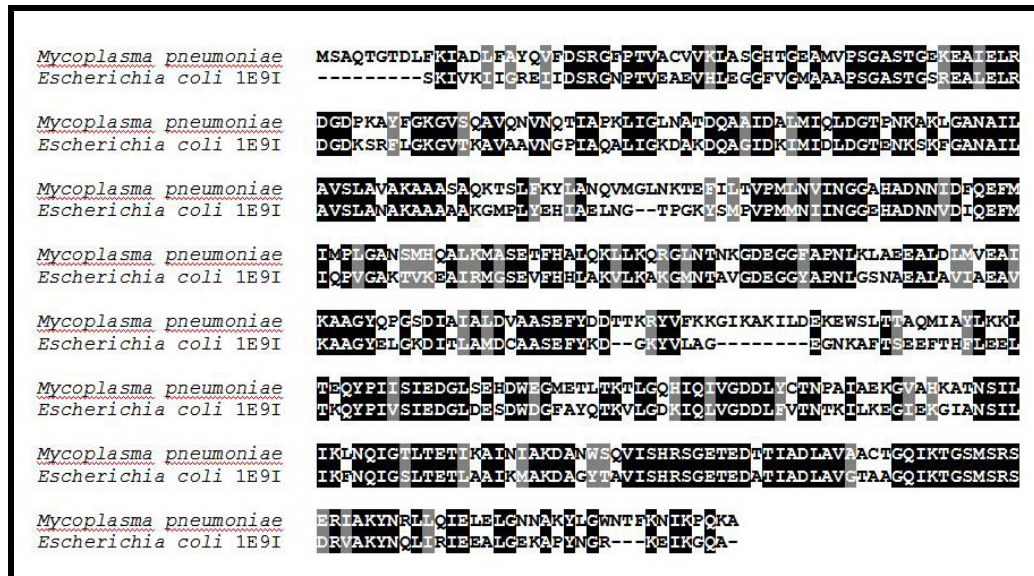 Mycoplasma pneumoniae MSAQTGTDLFKIADLFAYQVFDSRGFPTVACVVKLASGHTGEAMVPSGASTGEKEAIELR
Escherichia coli 1E9I ---------SKIVKIIGREIIDSRGNPTVEAEVHLEGGFVGMAAAPSGASTGSREALELR
Mycoplasma pneumoniae DGDPKAYFGKGVSQAVQNVNQTIAPKLIGLNATDQAAIDALMIQLDGTPNKAKLGANAIL
Escherichia coli 1E9I DGDKSRFLGKGVTKAVAAVNGPIAQALIGKDAKDQAGIDKIMIDLDGTENKSKFGANAIL
Mycoplasma pneumoniae AVSLAVAKAAASAQKTSLFKYLANQVMGLNKTEFILTVPMLNVINGGAHADNNIDFQEFM
Escherichia coli 1E9I AVSLANAKAAAAAKGMPLYEHIAELNG--TPGKYSMPVPMMNIINGGEHADNNVDIQEFM
Mycoplasma pneumoniae IMPLGANSMHQALKMASETFHALQKLLKQRGLNTNKGDEGGFAPNLKLAEEALDLMVEAI
Escherichia coli 1E9I IQPVGAKTVKEAIRMGSEVFHHLAKVLKAKGMNTAVGDEGGYAPNLGSNAEALAVIAEAV
Mycoplasma pneumoniae KAAGYQPGSDIAIALDVAASEFYDDTTKRYVFKKGIKAKILDEKEWSLTTAQMIAYLKKL
Escherichia coli 1E9I KAAGYELGKDITLAMDCAASEFYKD--GKYVLAG--------EGNKAFTSEEFTHFLEEL
Mycoplasma pneumoniae TEQYPIISIEDGLSEHDWEGMETLTKTLGQHIQIVGDDLYCTNPAIAEKGVAHKATNSIL
Escherichia coli 1E9I TKQYPIVSIEDGLDESDWDGFAYQTKVLGDKIQLVGDDLFVTNTKILKEGIEKGIANSIL
Mycoplasma pneumoniae IKLNQIGTLTETIKAINIAKDANWSQVISHRSGETEDTTIADLAVAACTGQIKTGSMSRS
Escherichia coli 1E9I IKFNQIGSLTETLAAIKMAKDAGYTAVISHRSGETEDATIADLAVGTAAGQIKTGSMSRS
Mycoplasma pneumoniae ERIAKYNRLLQIELELGNNAKYLGWNTFKNIKPQKA
Escherichia coli 1E9I DRVAKYNQLIRIEEALGEKAPYNGR---KEIKGQA-